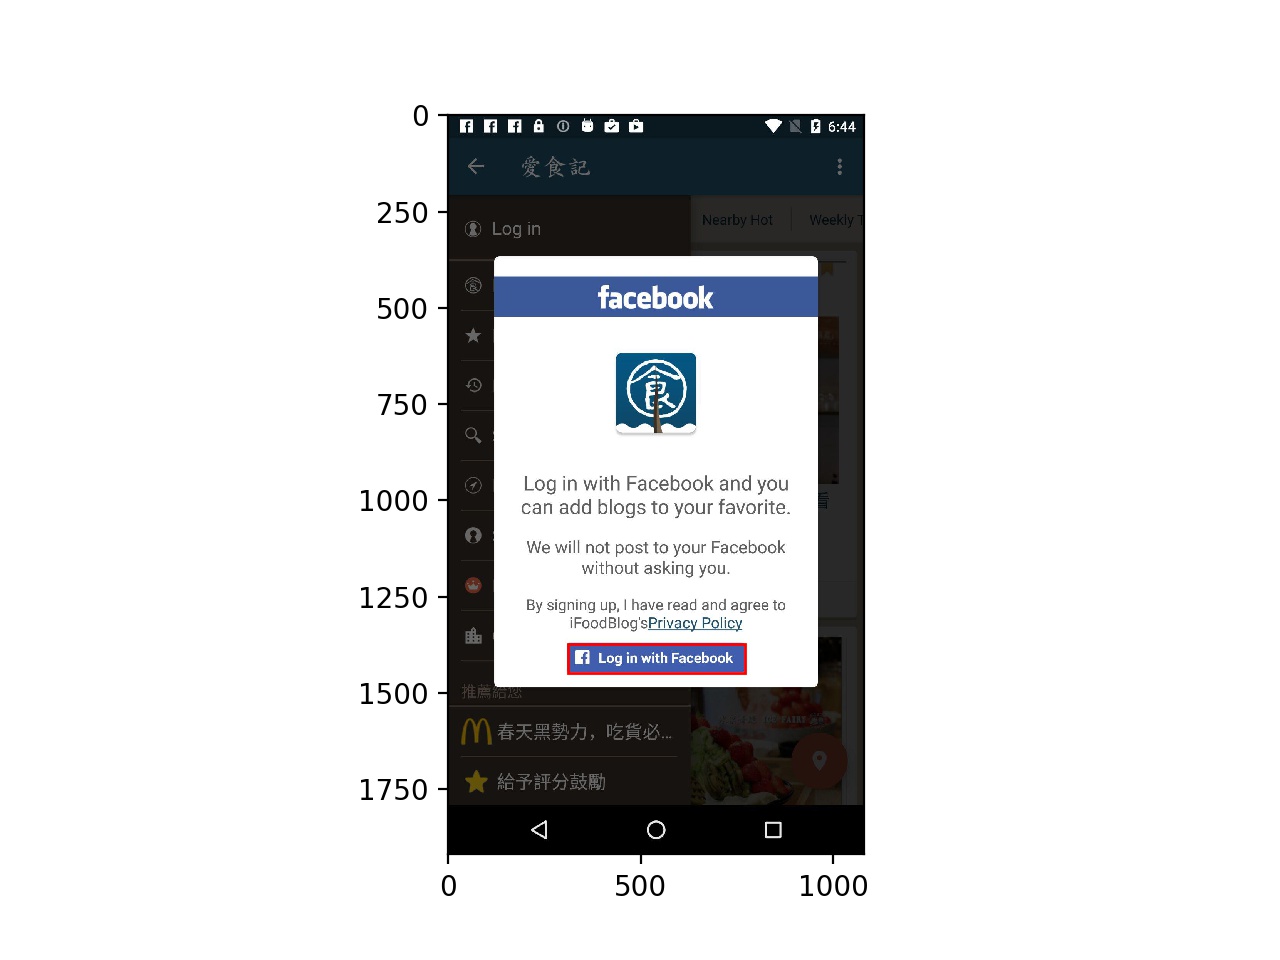 0
6:44
愛食記
250
Log in
Nearby Hot
Weekly T
facebook
500
食
750
Log in with Facebook and you
can add blogs to your favorite.
1000
We will not post to your Facebook
without asking you.
1250
By signing up, I have read and agree to
iFoodBlog'sPrivacy Policy
Log in with Facebook
1500
推薦給您
春天黑勢力，吃貨必...
給予評分鼓勵
1750
0
500
1000